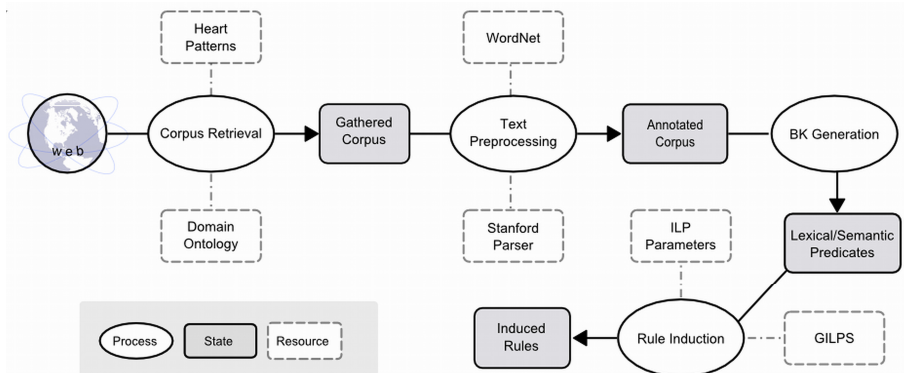 Heart
Patterns
WordNet
web
Corpus Retrieval
Gathered
Corpus
Text
Preprocessing
Annotated
Corpus
BK Generation
Domain
Ontology
Stanford
Parser
ILP
Parameters
Lexical/Semantic
Predicates
Process
State
Resource
Induced
Rules
Rule Induction
GILPS